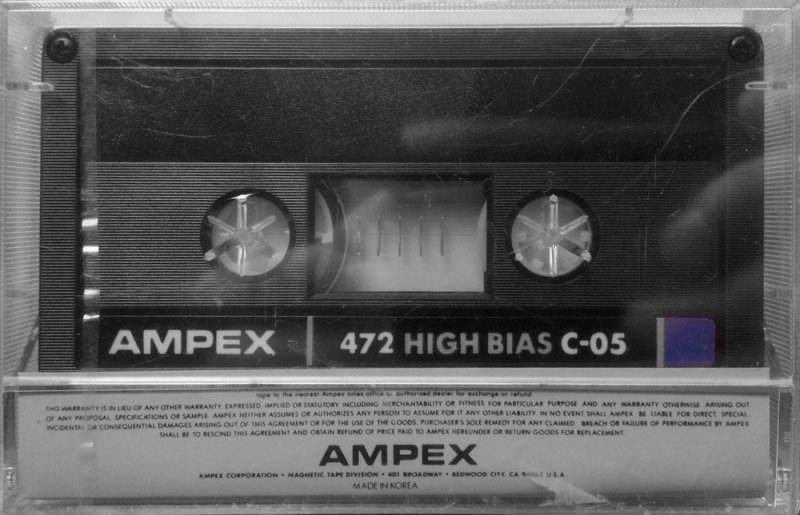 AMPEX 472 HIGH BIAS C-05
tape to the nearest Ampex sales office or authorized dealer for exchange or refund
THIS WARRANTY IS IN LIEU OF ANY OTHER WARRANTY, EXPRESSED, IMPLIED OR STATUTORY, INCLUDING MERCHANTABILITY OR FITNESS FOR PARTICULAR PURPOSE AND ANY WARRANTY OTHERWISE ARISING OUT
OF ANY PROPOSAL, SPECIFICATIONS OR SAMPLE. AMPEX NEITHER ASSUMES OR AUTHORIZES ANY PERSON TO ASSUME FOR IT ANY OTHER LIABILITY. IN NO EVENT SHALL AMPEX BE LIABLE FOR DIRECT, SPECIAL,
INCIDENTAL OR CONSEQUENTIAL DAMAGES ARISING OUT OF THIS AGREEMENT OR FOR THE USE OF THE GOODS. PURCHASER'S SOLE REMEDY FOR ANY CLAIMED BREACH OR FAILURE OF PERFORMANCE BY AMPEX
SHALL BE TO RESCIND THIS AGREEMENT AND OBTAIN REFUND OF PRICE PAID TO AMPEX HEREUNDER OR RETURN GOODS FOR REPLACEMENT.
AMPEX
AMPEX CORPORATION • MAGNETIC TAPE DIVISION • 401 BROADWAY • REDWOOD CITY, CA 94063 U.S.A
MADE IN KOREA